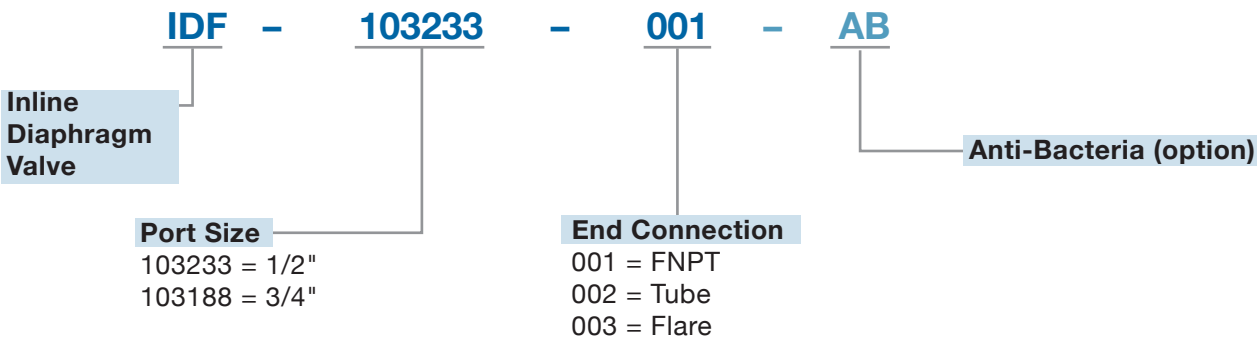 IDF – 103233 – 001 – AB
Inline
Diaphragm
Valve
Anti-Bacteria (option)
Port Size
103233 = 1/2"
103188 = 3/4"
End Connection
001 = FNPT
002 = Tube
003 = Flare